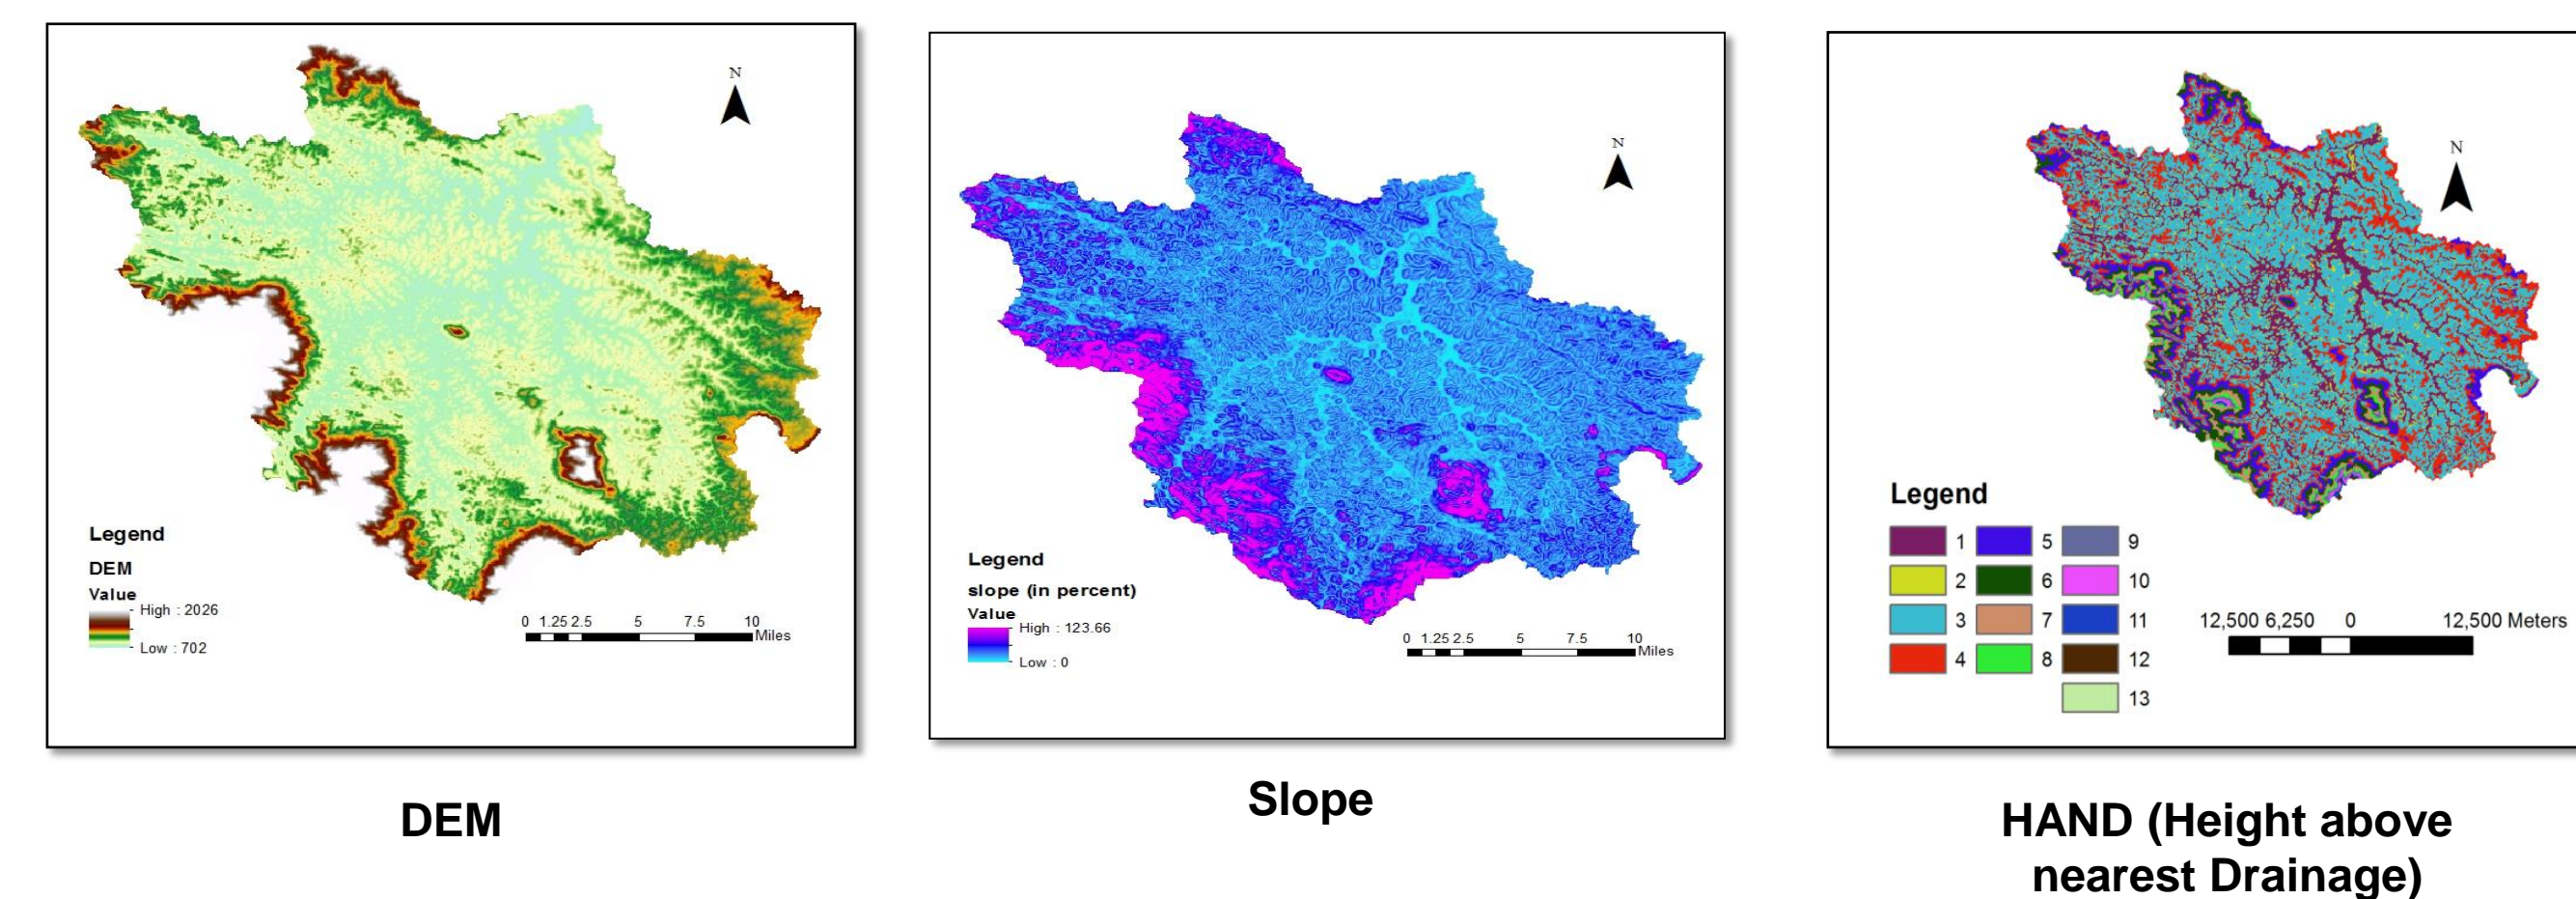 N
Legend
DEM
Value
High : 2026
Low : 702
0 1.25 2.5 5 7.5 10
Miles
DEM
N
Legend
slope (in percent)
Value
High : 123.66
Low : 0
0 1.25 2.5 5 7.5 10
Miles
Slope
N
Legend
1 5 9
2 6 10
3 7 11
4 8 12
13
12,500 6,250 0 12,500 Meters
HAND (Height above
nearest Drainage)